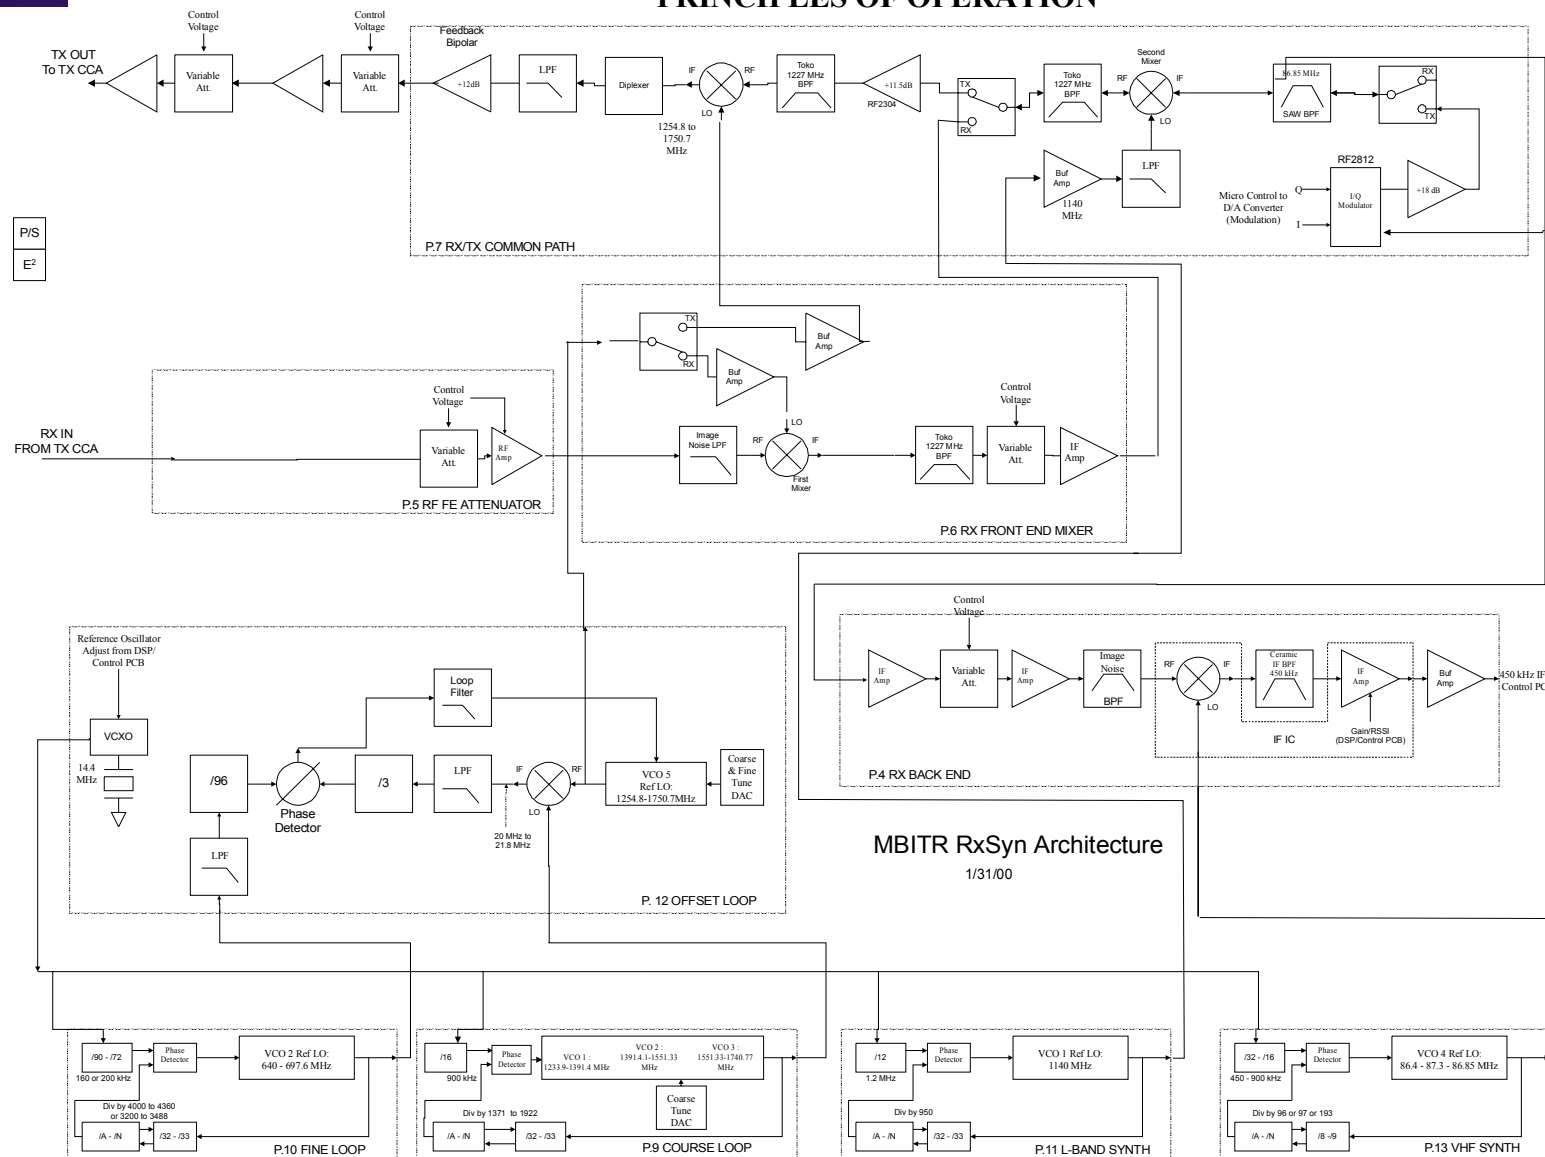 PRINCIPLES OF OPERATION
Control
Voltage
Control
Voltage
TX OUT
To TX CCA
Variable
Att.
Variable
Att.
Feedback
Bipolar
+12dB
LPF
Diplexer
IF
RF
LO
1254.8 to
1750.7
MHz
Toko
1227 MHz
BPF
+11.5dB
RF2304
TX
RX
Toko
1227 MHz
BPF
Second
Mixer
RF
IF
LO
86.85 MHz
SAW BPF
RX
TX
Buf
Amp
1140
MHz
LPF
RF2812
Micro Control to
D/A Converter
(Modulation)
Q
I
I/Q
Modulator
+18 dB
P.7 RX/TX COMMON PATH
P/S
E²
TX
RX
Buf
Amp
Buf
Amp
RX IN
FROM TX CCA
Control
Voltage
Variable
Att.
RF
Amp
P.5 RF FE ATTENUATOR
Image
Noise LPF
RF
LO
IF
First
Mixer
Toko
1227 MHz
BPF
Control
Voltage
Variable
Att.
IF
Amp
P.6 RX FRONT END MIXER
Reference Oscillator
Adjust from DSP/
Control PCB
VCXO
14.4
MHz
/96
Phase
Detector
LPF
Loop
Filter
/3
LPF
IF
RF
LO
20 MHz to
21.8 MHz
VCO 5
Ref LO:
1254.8-1750.7MHz
Coarse
& Fine
Tune
DAC
P. 12 OFFSET LOOP
Control
Voltage
IF
Amp
Variable
Att.
IF
Amp
Image
Noise
BPF
RF
IF
LO
Ceramic
IF BPF
450 kHz
IF
Amp
Gain/RSSI
(DSP/Control PCB)
IF IC
Buf
Amp
450 kHz IF
Control PC
P.4 RX BACK END
MBITR RxSyn Architecture
1/31/00
/90 - /72
160 or 200 kHz
Phase
Detector
VCO 2 Ref LO:
640 - 697.6 MHz
Div by 4000 to 4360
or 3200 to 3488
/A - /N
/32 - /33
P.10 FINE LOOP
/16
900 kHz
Phase
Detector
VCO 1 :
1233.9-1391.4 MHz
VCO 2 :
1391.4.1-1551.33
MHz
VCO 3 :
1551.33-1740.77
MHz
Coarse
Tune
DAC
Div by 1371 to 1922
/A - /N
/32 - /33
P.9 COURSE LOOP
/12
1.2 MHz
Phase
Detector
VCO 1 Ref LO:
1140 MHz
Div by 950
/A - /N
/32 - /33
P.11 L-BAND SYNTH
/32 - /16
450 - 900 kHz
Phase
Detector
VCO 4 Ref LO:
86.4 - 87.3 - 86.85 MHz
Div by 96 or 97 or 193
/A - /N
/8 -/9
P.13 VHF SYNTH